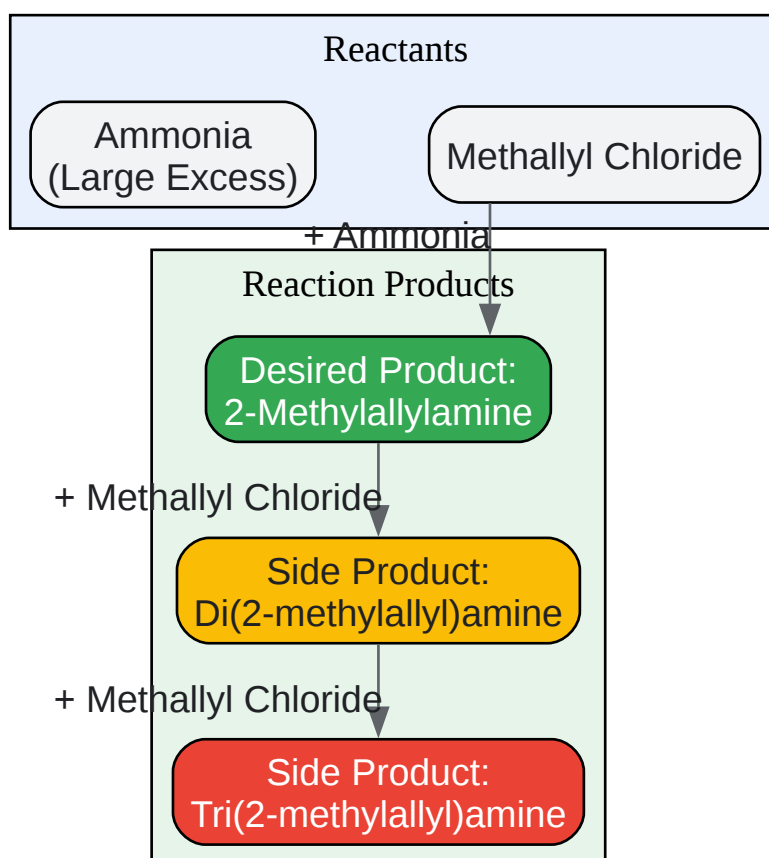 Reactants
Ammonia
(Large Excess)
Methallyl Chloride
+ Ammonia
Reaction Products
Desired Product:
2-Methylallylamine
+ Methallyl Chloride
Side Product:
Di(2-methylallyl)amine
+ Methallyl Chloride
Side Product:
Tri(2-methylallyl)amine